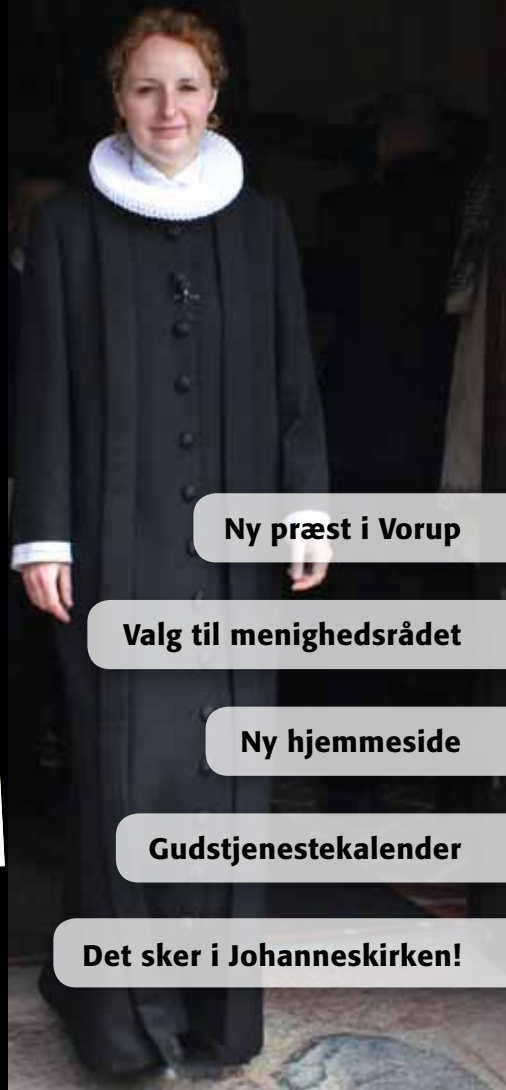 Ny præst i Vorup
Valg til menighedsrådet
Ny hjemmeside
Gudstjenestekalender
Det sker i Johanneskirken!